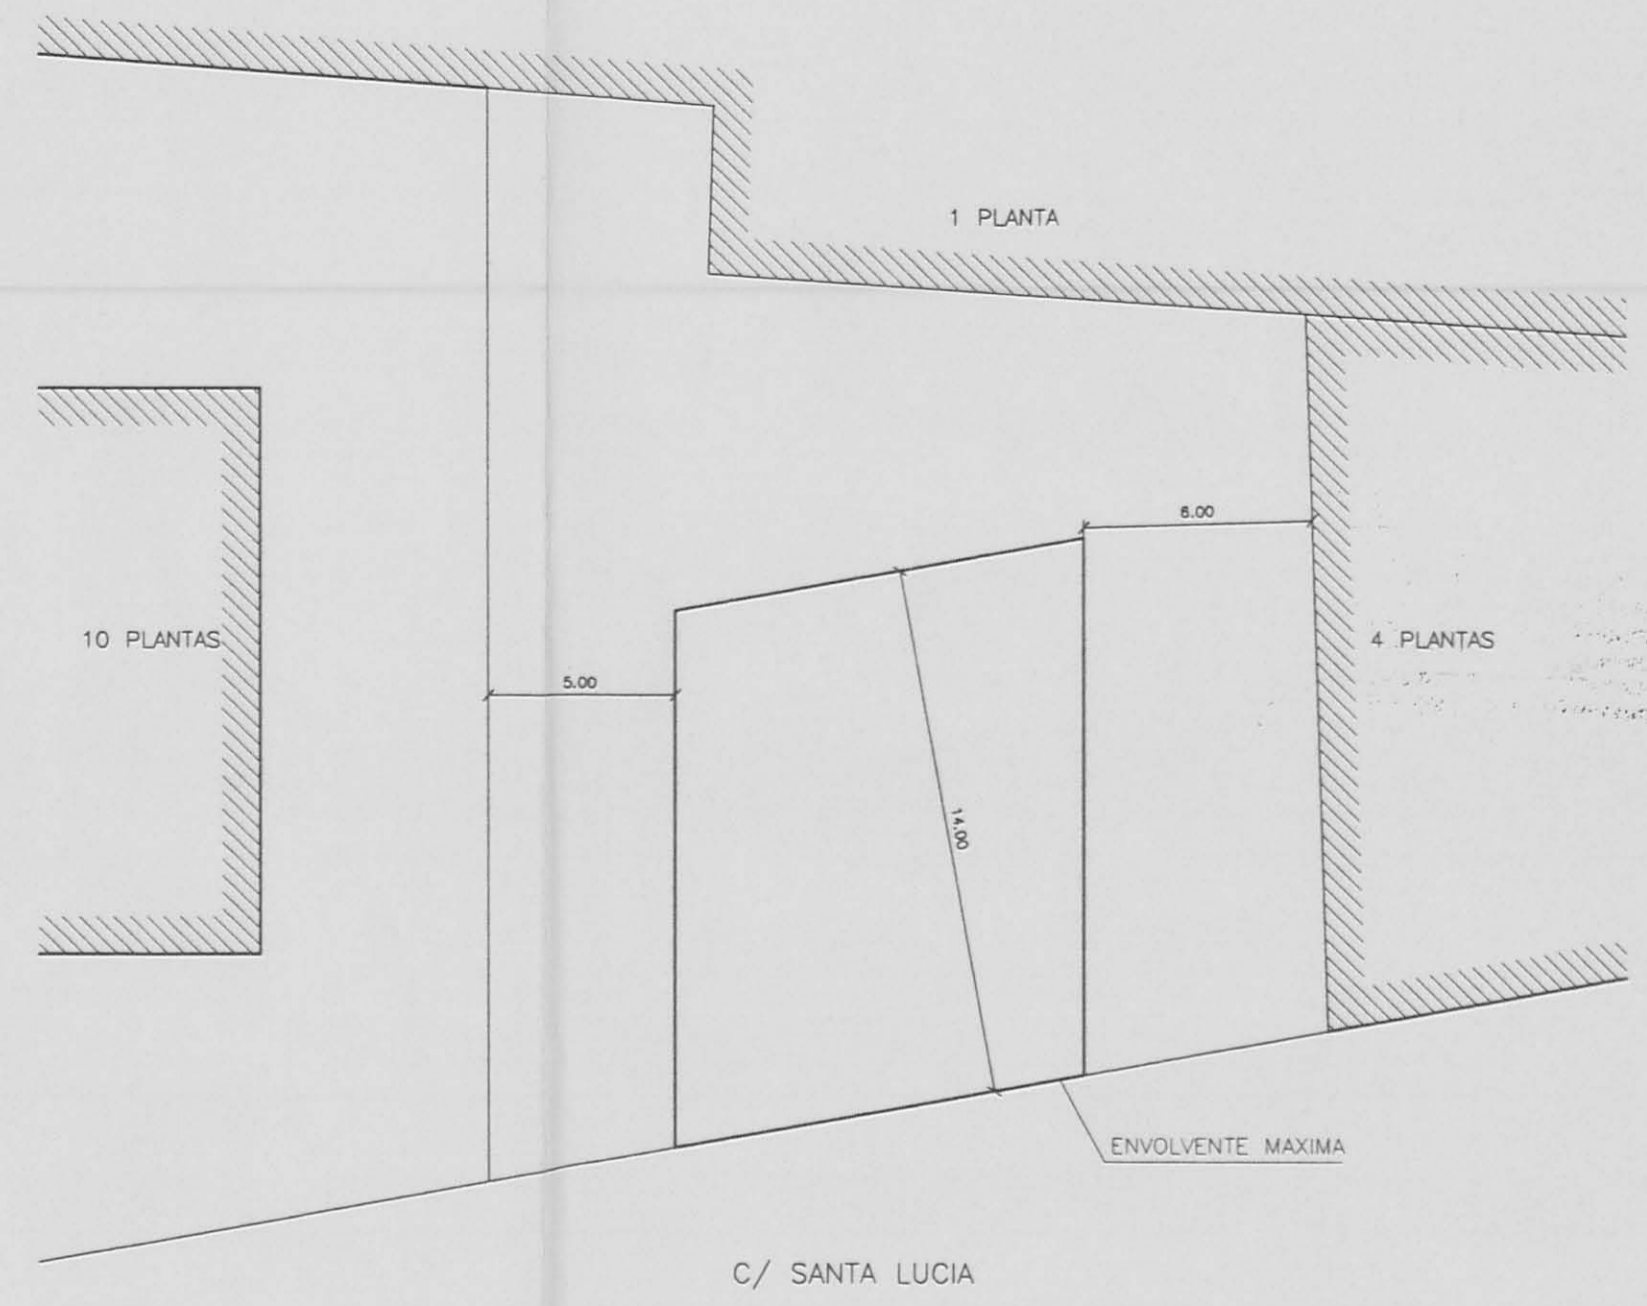 1 PLANTA
6.00
10 PLANTAS
4 PLANTAS
5.00
14.00
ENVOLVENTE MAXIMA
C/ SANTA LUCIA